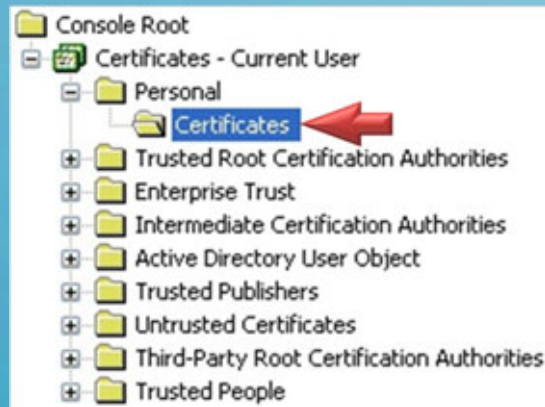 Console Root
Certificates - Current User
Personal
Certificates
Trusted Root Certification Authorities
Enterprise Trust
Intermediate Certification Authorities
Active Directory User Object
Trusted Publishers
Untrusted Certificates
Third-Party Root Certification Authorities
Trusted People